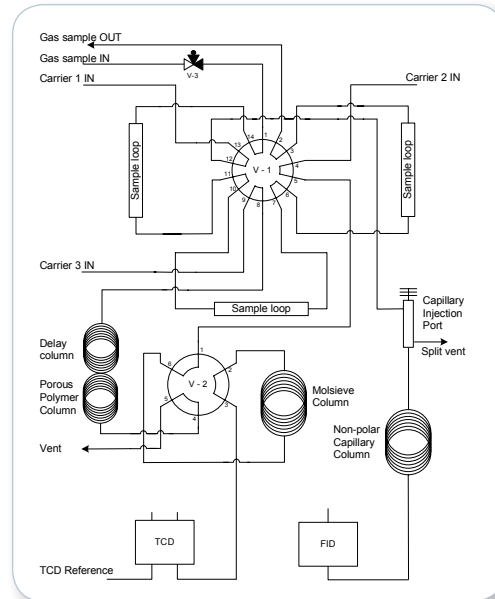 Gas sample OUT
Gas sample IN
V-3
Carrier 1 IN
Carrier 2 IN
1
2
3
4
5
6
7
8
9
10
11
12
13
14
V - 1
Sample loop
Sample loop
Carrier 3 IN
Sample loop
Capillary
Injection
Port
Split vent
Delay
column
Porous
Polymer
Column
1
2
3
4
5
6
V - 2
Molsieve
Column
Non-polar
Capillary
Column
Vent
TCD
FID
TCD Reference